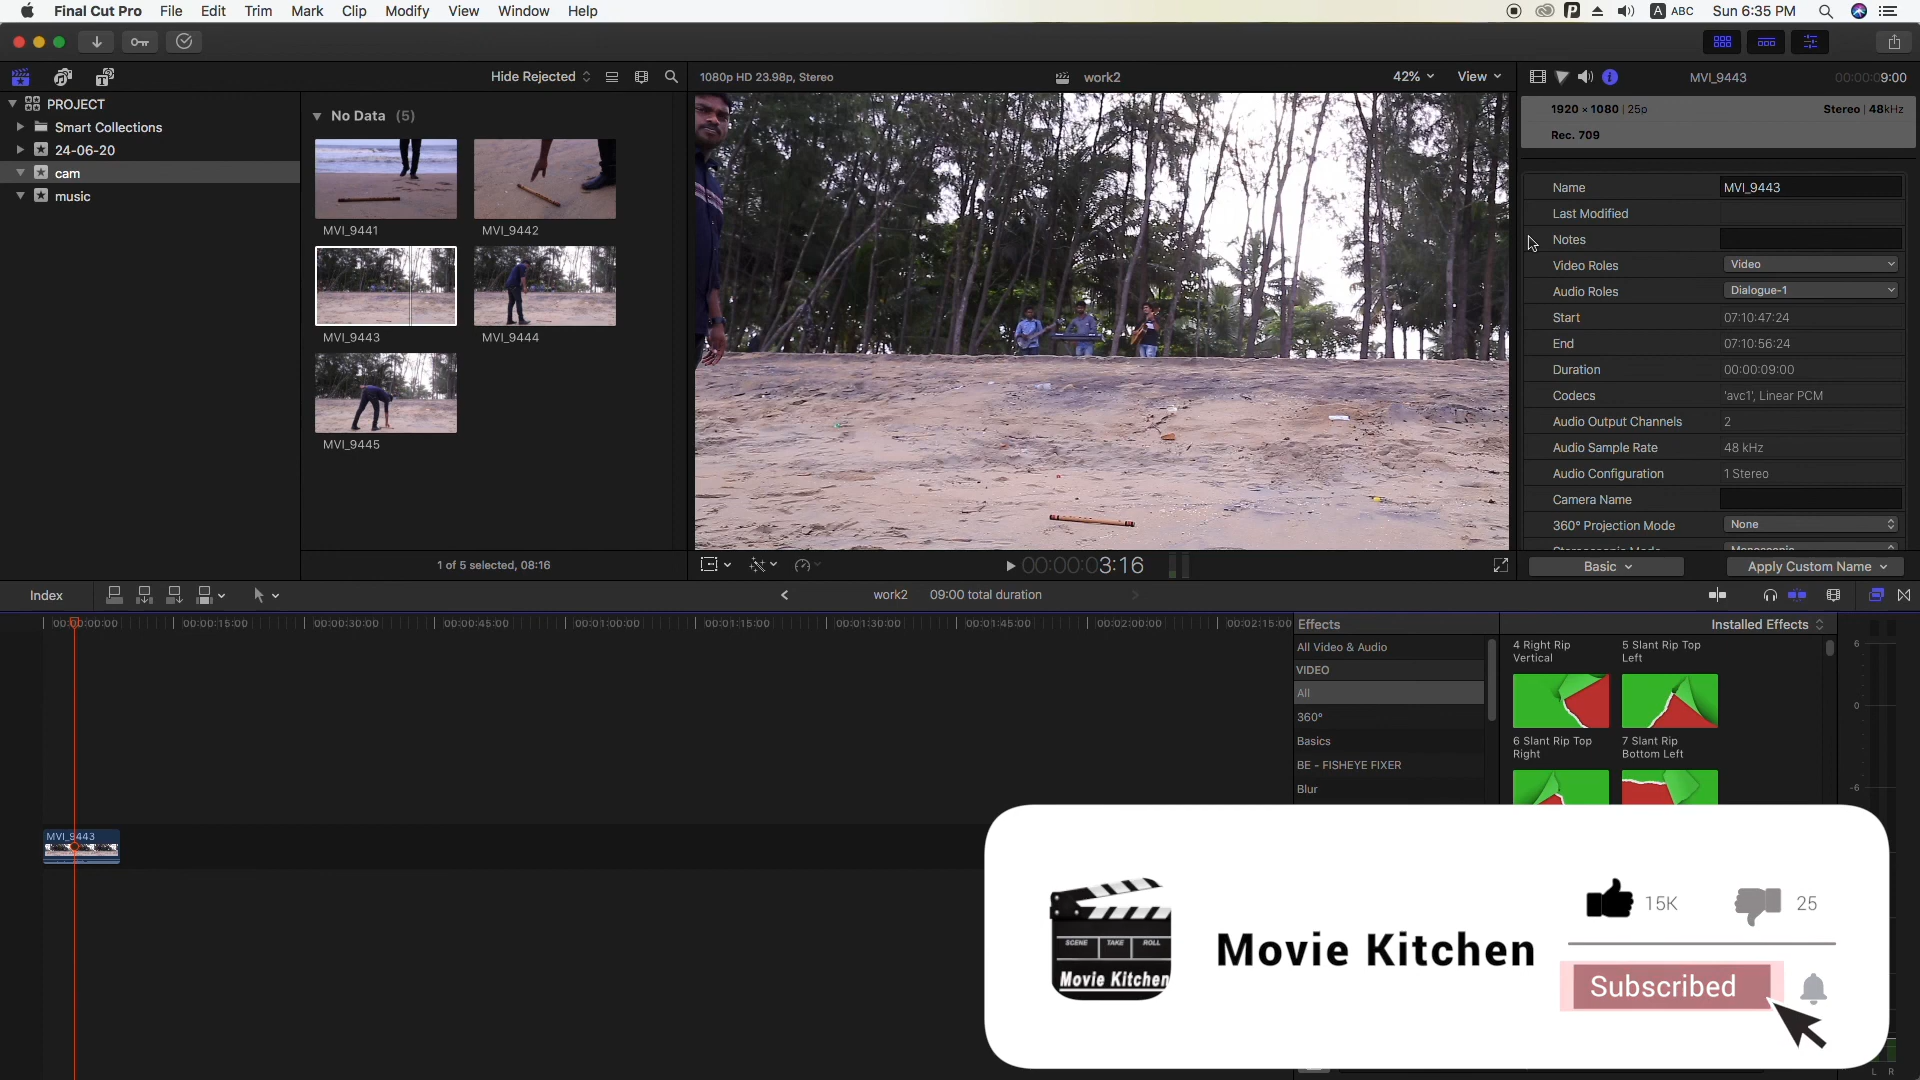 Final Cut Pro File Edit Trim Mark Clip Modify View Window Help
A ABC Sun 6:35 PM
Hide Rejected
1080p HD 23.98p, Stereo
work2
42%
View
MVI_9443
00:00:09:00
PROJECT
Smart Collections
24-06-20
cam
music
No Data (5)
MVI_9441
MVI_9442
MVI_9443
MVI_9444
MVI_9445
1 of 5 selected, 08:16
00:00:03:16
1920 × 1080 | 25p
Stereo | 48kHz
Rec. 709
Name MVI_9443
Last Modified
Notes
Video Roles Video
Audio Roles Dialogue-1
Start 07:10:47:24
End 07:10:56:24
Duration 00:00:09:00
Codecs 'avc1', Linear PCM
Audio Output Channels 2
Audio Sample Rate 48 kHz
Audio Configuration 1 Stereo
Camera Name
360º Projection Mode None
Basic
Apply Custom Name
Index
work2 09:00 total duration
00:00:15:00 00:00:30:00 00:00:45:00 00:01:00:00 00:01:15:00 00:01:30:00 00:01:45:00 00:02:00:00 00:02:15:00
MVI_9443
Effects
Installed Effects
All Video & Audio
VIDEO
All
360º
Basics
BE - FISHEYE FIXER
Blur
4 Right Rip
Vertical
5 Slant Rip Top
Left
6 Slant Rip Top
Right
7 Slant Rip
Bottom Left
6
0
-6
SCENE TAKE ROLL
Movie Kitchen
Movie Kitchen
15K
25
Subscribed
L R